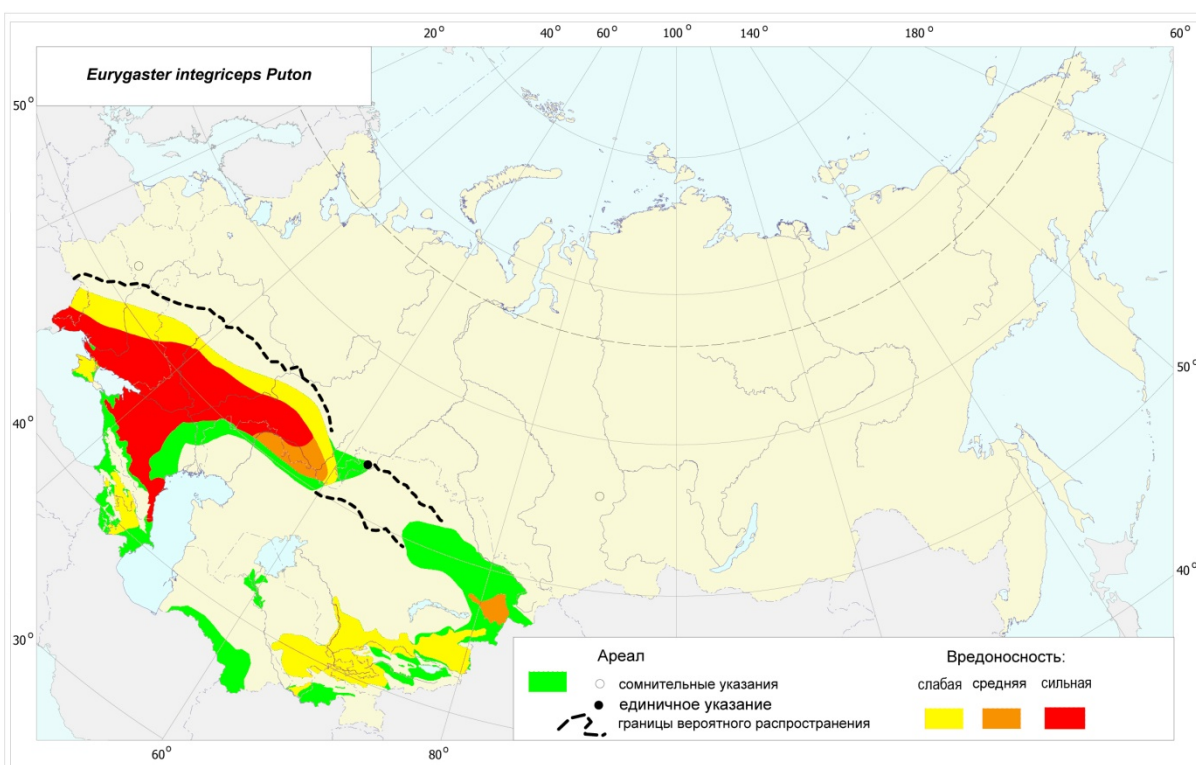 20°
40°
60°
100°
140°
180°
60°
Eurygaster integriceps Puton
50°
50°
40°
40°
30°
Ареал
сомнительные указания
единичное указание
границы вероятного распространения
Вредоносность:
слабая средняя сильная
60°
80°